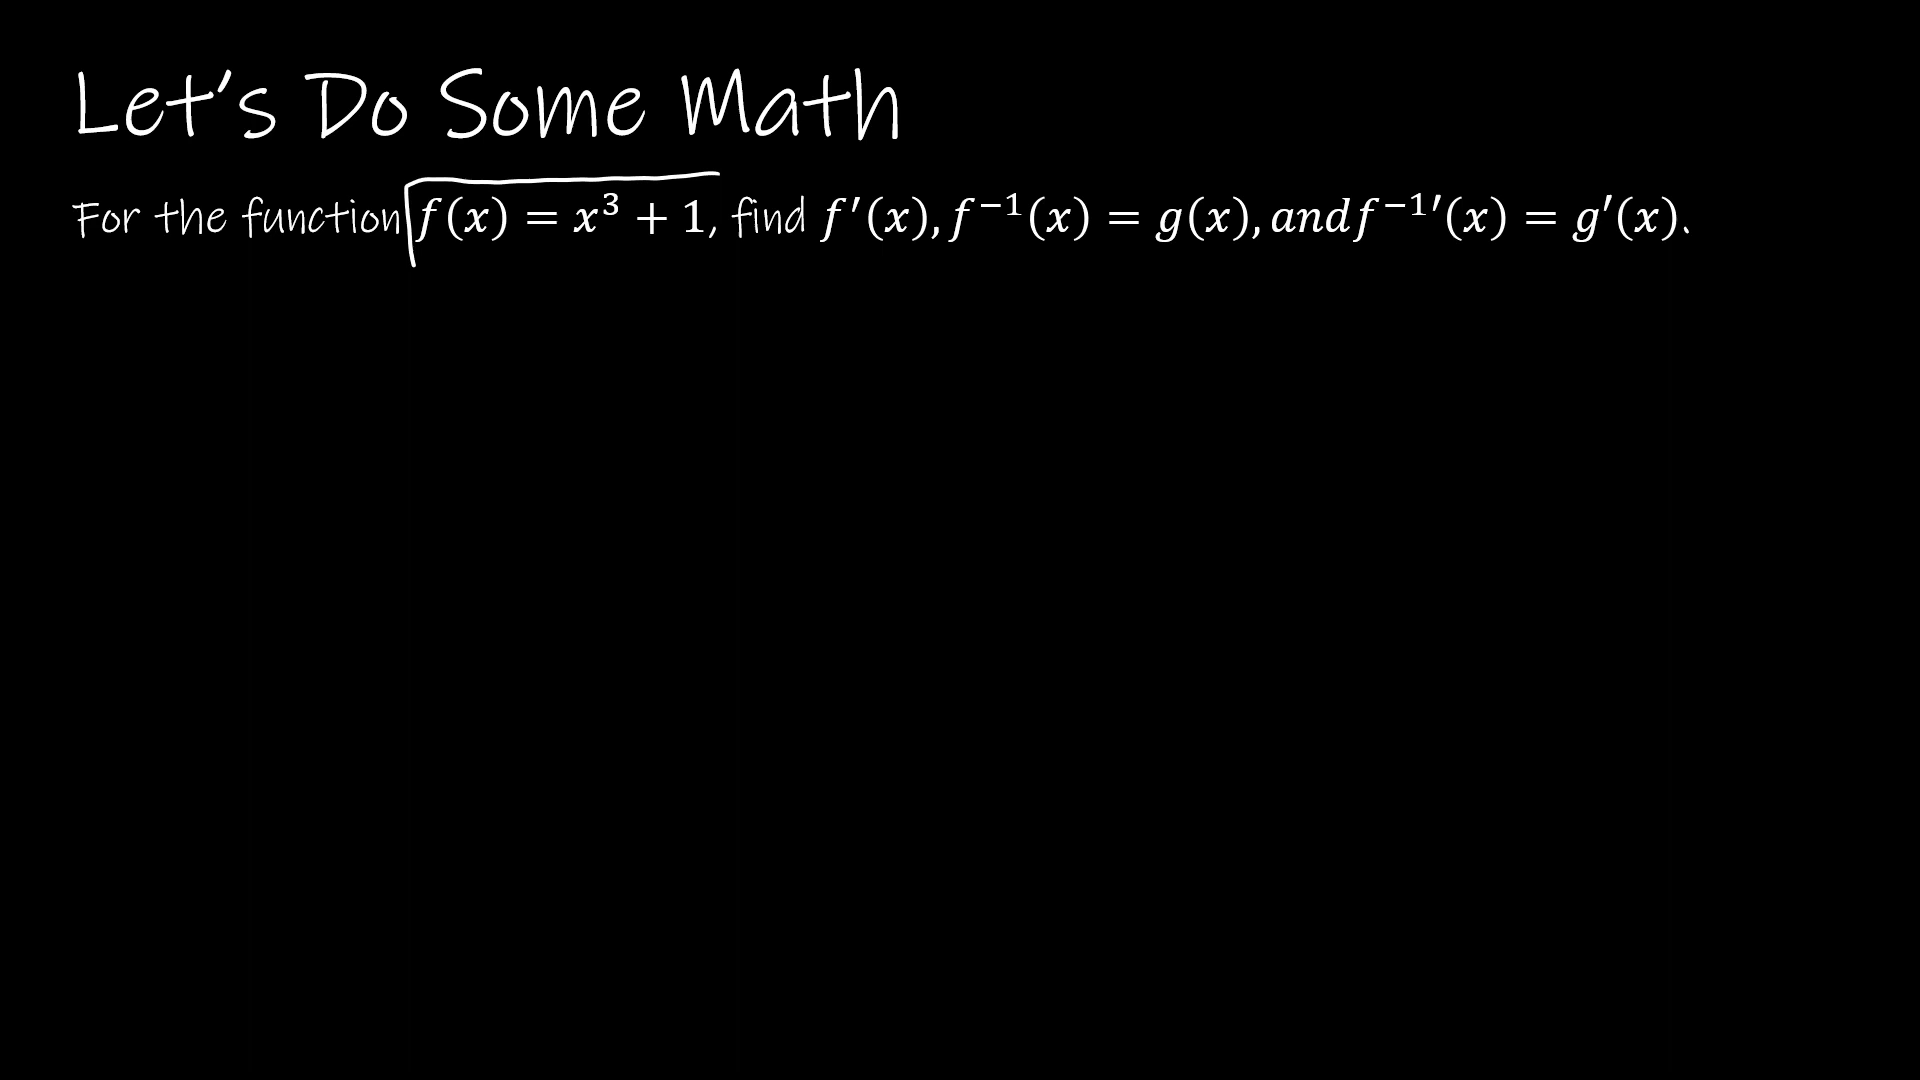 Let's Do Some Math
For the function f(x) = x³ + 1, find f′(x), f⁻¹(x) = g(x), andf⁻¹′(x) = g′(x).